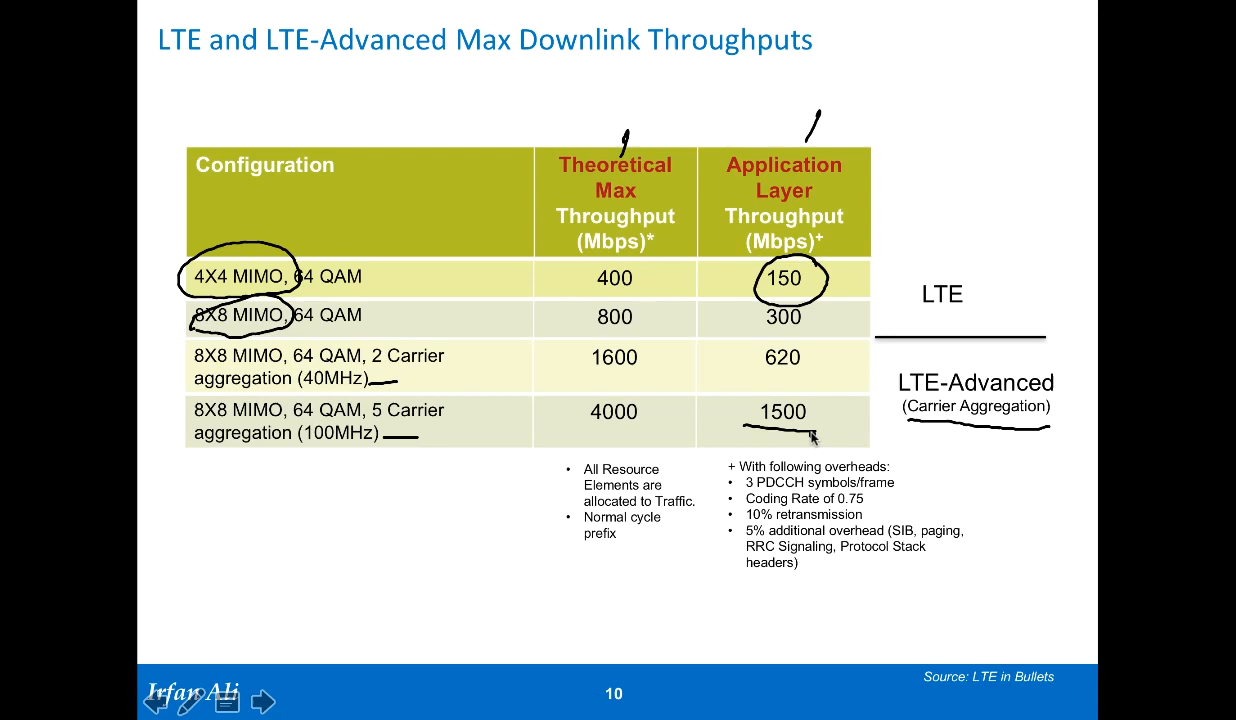 LTE and LTE-Advanced Max Downlink Throughputs
Configuration
Theoretical
Max
Throughput
(Mbps)*
Application
Layer
Throughput
(Mbps)+
4X4 MIMO, 64 QAM
400
150
8X8 MIMO, 64 QAM
800
300
LTE
8X8 MIMO, 64 QAM, 2 Carrier
aggregation (40MHz)
1600
620
8X8 MIMO, 64 QAM, 5 Carrier
aggregation (100MHz)
4000
1500
LTE-Advanced
(Carrier Aggregation)
• All Resource
Elements are
allocated to Traffic.
• Normal cycle
prefix
+ With following overheads:
• 3 PDCCH symbols/frame
• Coding Rate of 0.75
• 10% retransmission
• 5% additional overhead (SIB, paging,
RRC Signaling, Protocol Stack
headers)
Irfan Ali
10
Source: LTE in Bullets